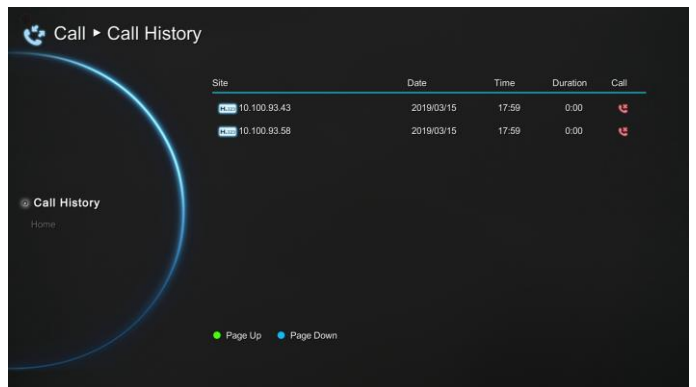 Call ▸ Call History
Site Date Time Duration Call
H.323 10.100.93.43 2019/03/15 17:59 0:00
H.323 10.100.93.58 2019/03/15 17:59 0:00
Call History
Home
Page Up Page Down